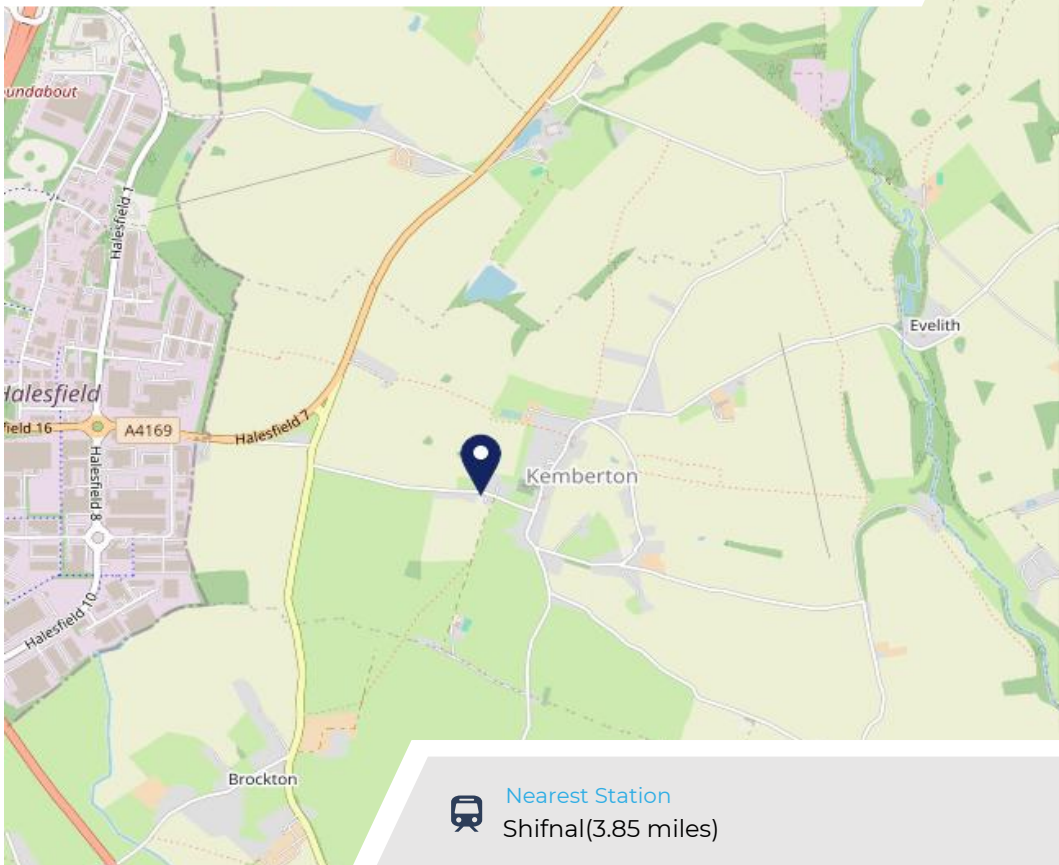 oundabout
Halesfield 1
Evelith
Halesfield
field 16
A4169
Halesfield 7
Halesfield 8
Kemberton
Halesfield 10
Brockton
Nearest Station
Shifnal(3.85 miles)